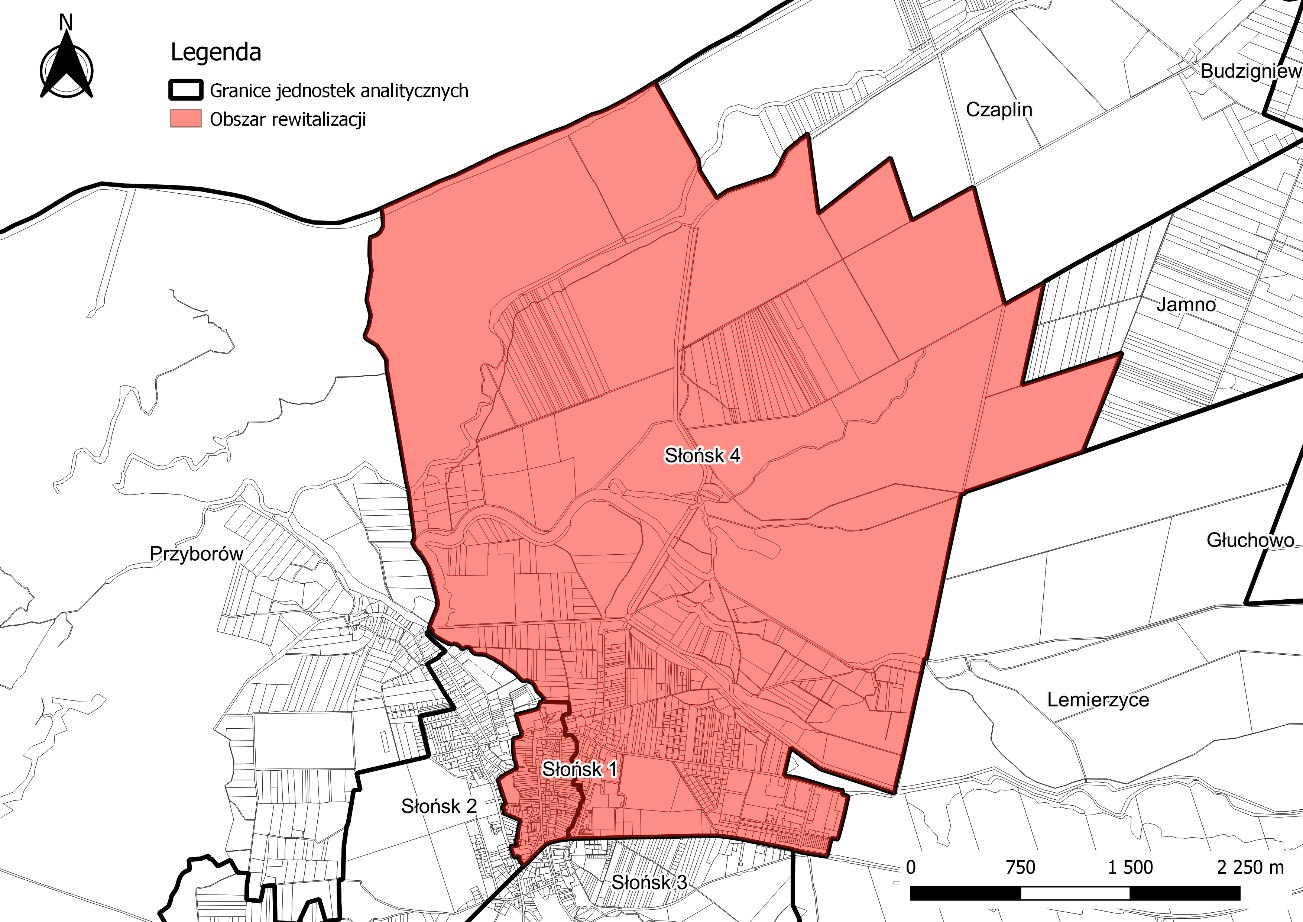 N
Legenda
Granice jednostek analitycznych
Obszar rewitalizacji
Budzigniew
Czaplin
Jamno
Słońsk 4
Głuchowo
Przyborów
Lemierzyce
Słońsk 1
Słońsk 2
Słońsk 3
0 750 1 500 2 250 m